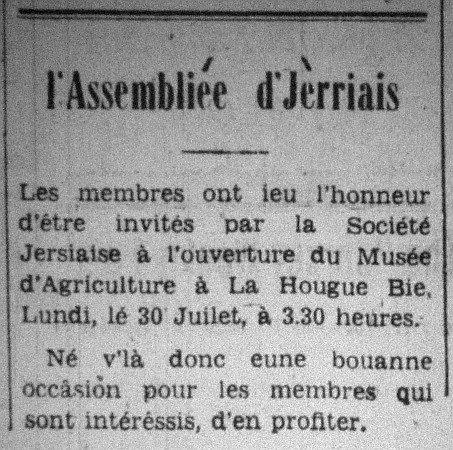 l'Assembliée d'Jèrriais
Les membres ont ieu l'honneur
d'être invités par la Société
Jersiaise à l'ouverture du Musée
d'Agriculture à La Hougue Bie,
Lundi, lé 30 Juilet, à 3.30 heures.
Né v'là donc eune bouanne
occâsion pour les membres qui
sont intérêssis, d'en profiter.